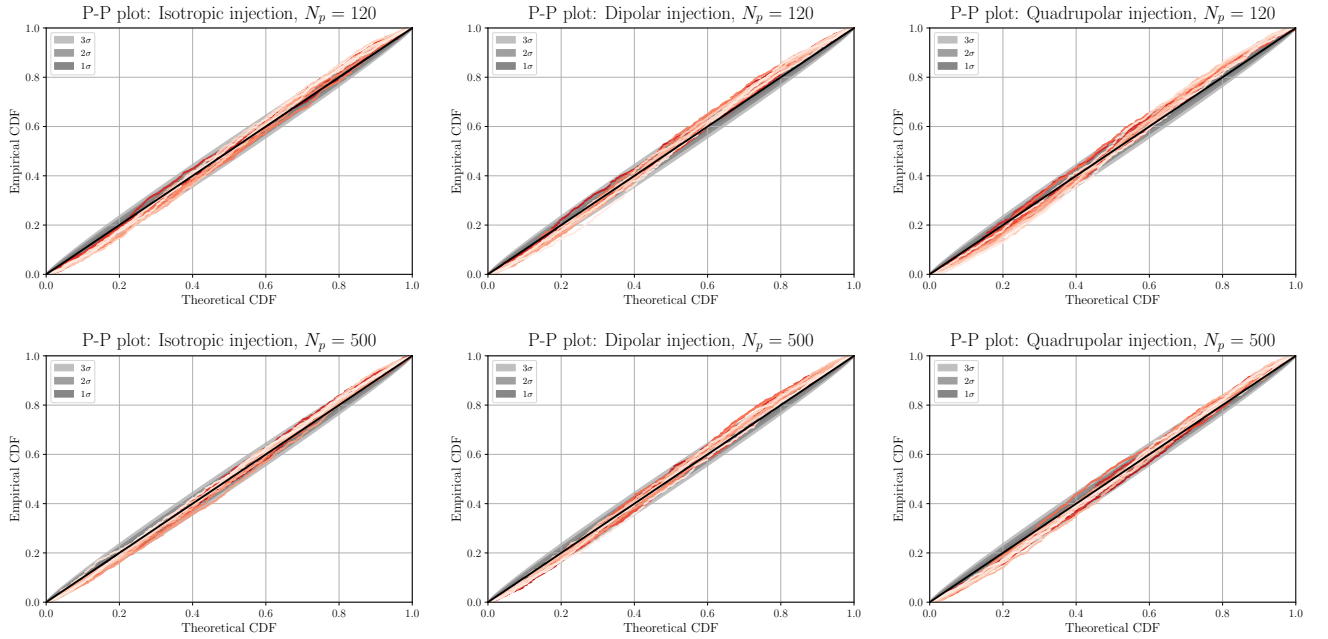 P-P plot: Isotropic injection, N_p = 120
3σ
2σ
1σ
Empirical CDF
1.0
0.8
0.6
0.4
0.2
0.0
0.0 0.2 0.4 0.6 0.8 1.0
Theoretical CDF
P-P plot: Dipolar injection, N_p = 120
3σ
2σ
1σ
Empirical CDF
1.0
0.8
0.6
0.4
0.2
0.0
0.0 0.2 0.4 0.6 0.8 1.0
Theoretical CDF
P-P plot: Quadrupolar injection, N_p = 120
3σ
2σ
1σ
Empirical CDF
1.0
0.8
0.6
0.4
0.2
0.0
0.0 0.2 0.4 0.6 0.8 1.0
Theoretical CDF
P-P plot: Isotropic injection, N_p = 500
3σ
2σ
1σ
Empirical CDF
1.0
0.8
0.6
0.4
0.2
0.0
0.0 0.2 0.4 0.6 0.8 1.0
Theoretical CDF
P-P plot: Dipolar injection, N_p = 500
3σ
2σ
1σ
Empirical CDF
1.0
0.8
0.6
0.4
0.2
0.0
0.0 0.2 0.4 0.6 0.8 1.0
Theoretical CDF
P-P plot: Quadrupolar injection, N_p = 500
3σ
2σ
1σ
Empirical CDF
1.0
0.8
0.6
0.4
0.2
0.0
0.0 0.2 0.4 0.6 0.8 1.0
Theoretical CDF